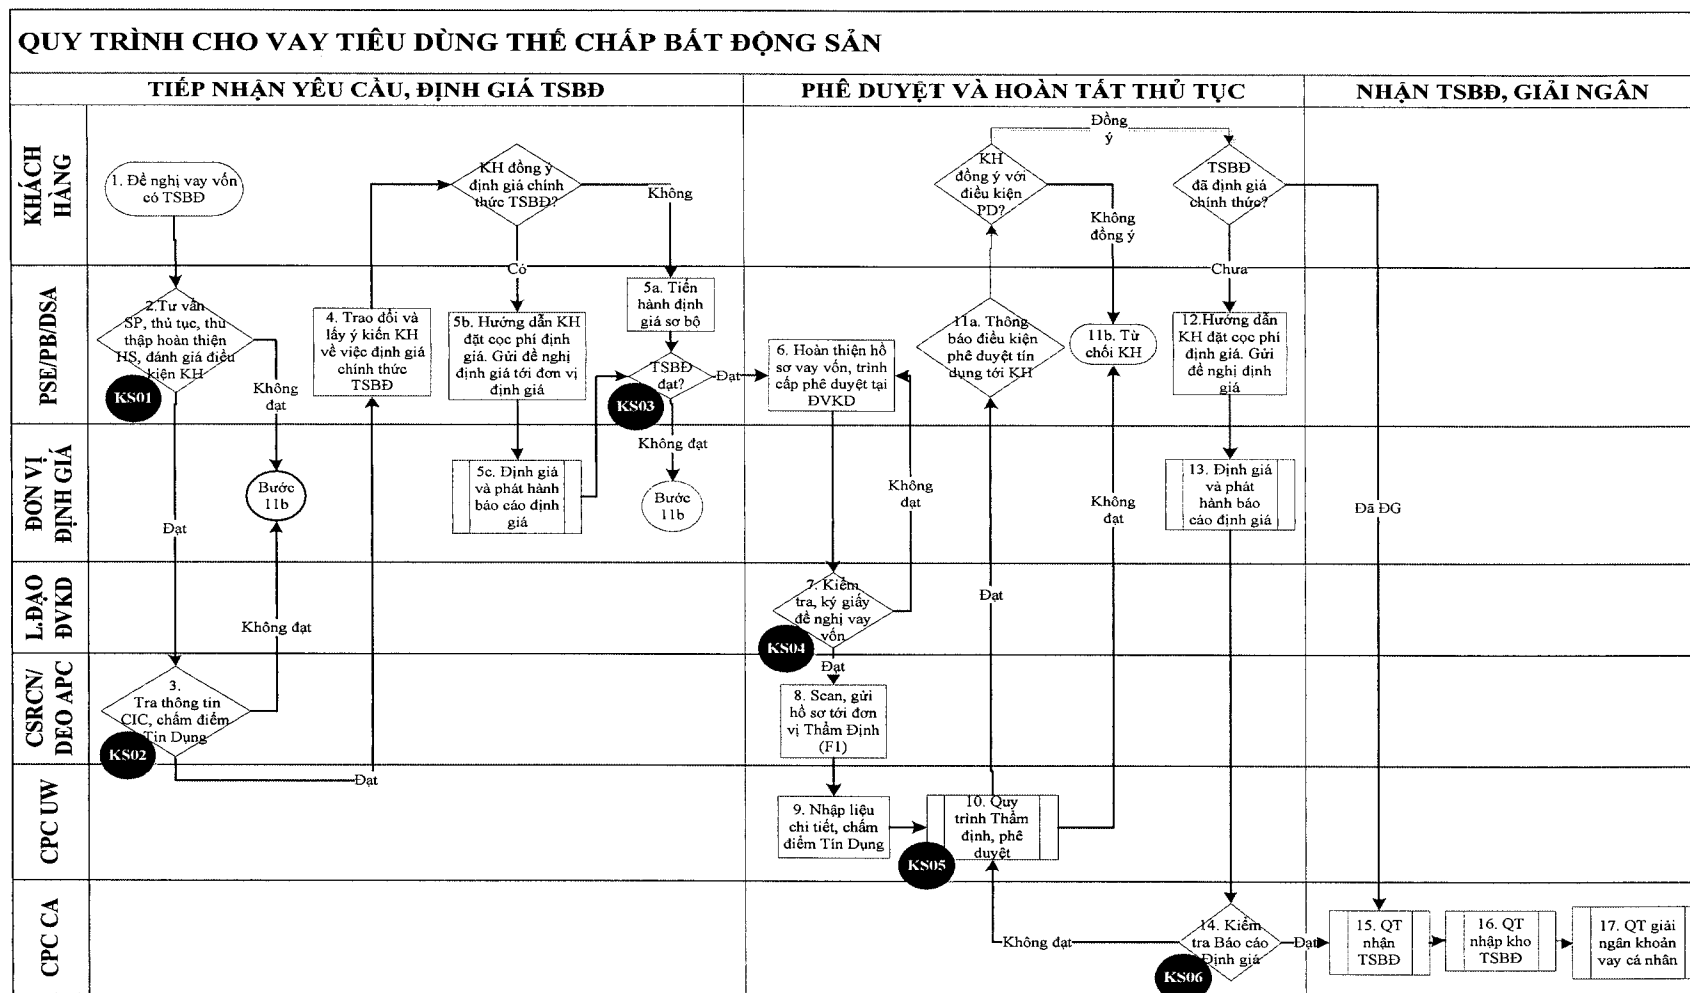 QUY TRÌNH CHO VAY TIÊU DÙNG THẾ CHẤP BẤT ĐỘNG SẢN
TIẾP NHẬN YÊU CẦU, ĐỊNH GIÁ TSBĐ
PHÊ DUYỆT VÀ HOÀN TẤT THỦ TỤC
NHẬN TSBĐ, GIẢI NGÂN
KHÁCH
HÀNG
1. Đề nghị vay vốn
có TSBĐ
KH đồng ý
định giá chính
thức TSBĐ?
Không
Có
KH
đồng ý với
điều kiện
PD?
Đồng
ý
Không
đồng ý
TSBĐ
đã định giá
chính thức?
Chưa
PSE/PB/DSA
2.Tư vấn
SP, thủ tục, thu
thập hoàn thiện
HS, đánh giá điều
kiện KH
KS01
Không
đạt
4. Trao đổi và
lấy ý kiến KH
về việc định giá
chính thức
TSBĐ
5b. Hướng dẫn KH
đặt cọc phí định
giá. Gửi đề nghị
định giá tới đơn vị
định giá
5a. Tiến
hành định
giá sơ bộ
TSBĐ
đạt?
KS03
Đạt
Không đạt
6. Hoàn thiện hồ
sơ vay vốn, trình
cấp phê duyệt tại
ĐVKD
11a. Thông
báo điều kiện
phê duyệt tín
dụng tới KH
11b. Từ
chối KH
12.Hướng dẫn
KH đặt cọc phí
định giá. Gửi
đề nghị định
giá
ĐƠN VỊ
ĐỊNH GIÁ
Đạt
Bước
11b
5c. Định giá
và phát hành
báo cáo định
giá
Bước
11b
Không
đạt
Không
đạt
13. Định giá
và phát
hành báo
cáo định giá
Đã ĐG
L.ĐẠO
ĐVKD
Không đạt
7. Kiểm
tra, ký giấy
đề nghị vay
vốn
KS04
Đạt
Đạt
CSRCN/
DEO APC
3.
Tra thông tin
CIC, chấm điểm
Tín Dụng
KS02
Đạt
8. Scan, gửi
hồ sơ tới đơn
vị Thẩm Định
(F1)
CPC UW
9. Nhập liệu
chi tiết, chấm
điểm Tín Dụng
10. Quy
trình Thẩm
định, phê
duyệt
KS05
CPC CA
Không đạt
14. Kiểm
tra Báo cáo
Định giá
KS06
Đạt
15. QT
nhận
TSBĐ
16. QT
nhập kho
TSBĐ
17. QT giải
ngân khoản
vay cá nhân